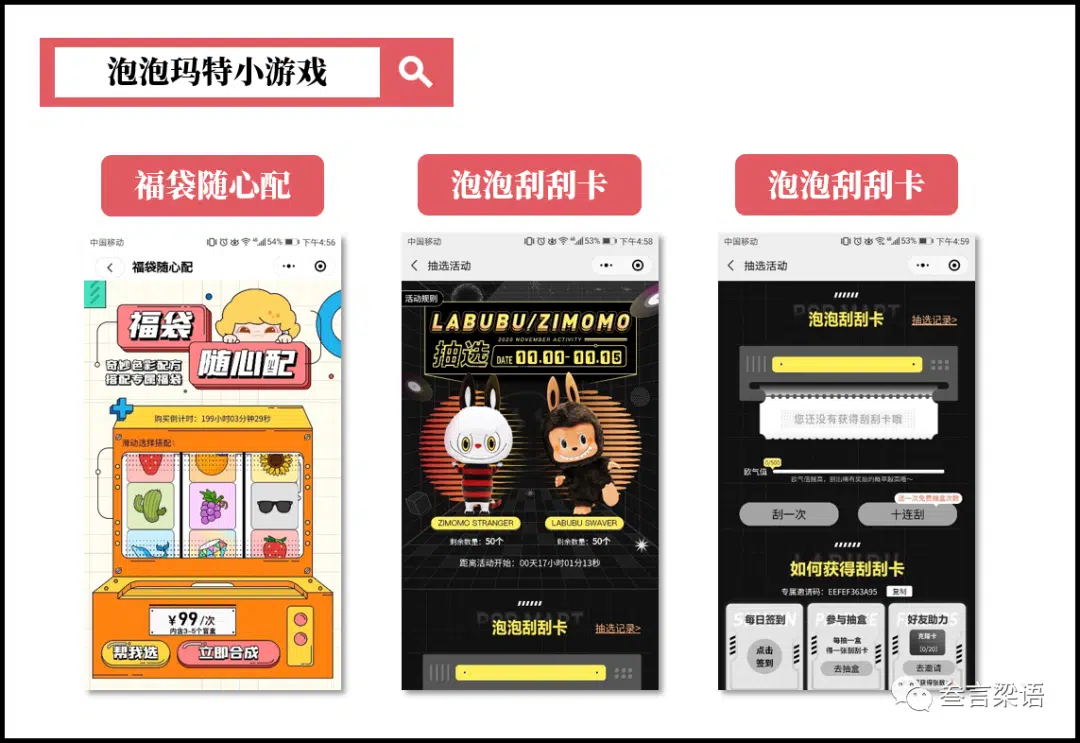 泡泡玛特小游戏
福袋随心配
中国移动
54%
下午4:56
福袋随心配
福袋
随心配
奇妙色彩配方
搭配专属福袋
购买倒计时：199小时03分钟29秒
滑动选择搭配：
￥99/次
内含3-5个盲盒
帮我选
立即合成
泡泡刮刮卡
中国移动
53%
下午4:58
抽选活动
活动规则
LABUBU/ZIMOMO
2020 NOVEMBER ACTIVITY
抽选
DATE 11.11-11.15
ZIMOMO STRANGER
LABUBU SWAVER
剩余数量：50个
剩余数量：50个
距离活动开始：00天17小时01分13秒
POP MART
泡泡刮刮卡
抽选记录>
泡泡刮刮卡
中国移动
53%
下午4:59
抽选活动
POP MART
泡泡刮刮卡
抽选记录>
您还没有获得刮刮卡哦
0/500
欧气值
送一次免费抽盒次数
刮一次
十连刮
LABUBU
如何获得刮刮卡
专属邀请码：EEFEF363A95
复制
每日签到
点击
签到
参与抽盒
每抽一盒
得一张刮刮卡
去抽盒
好友助力
[0/20]
去邀请
叁言梁语